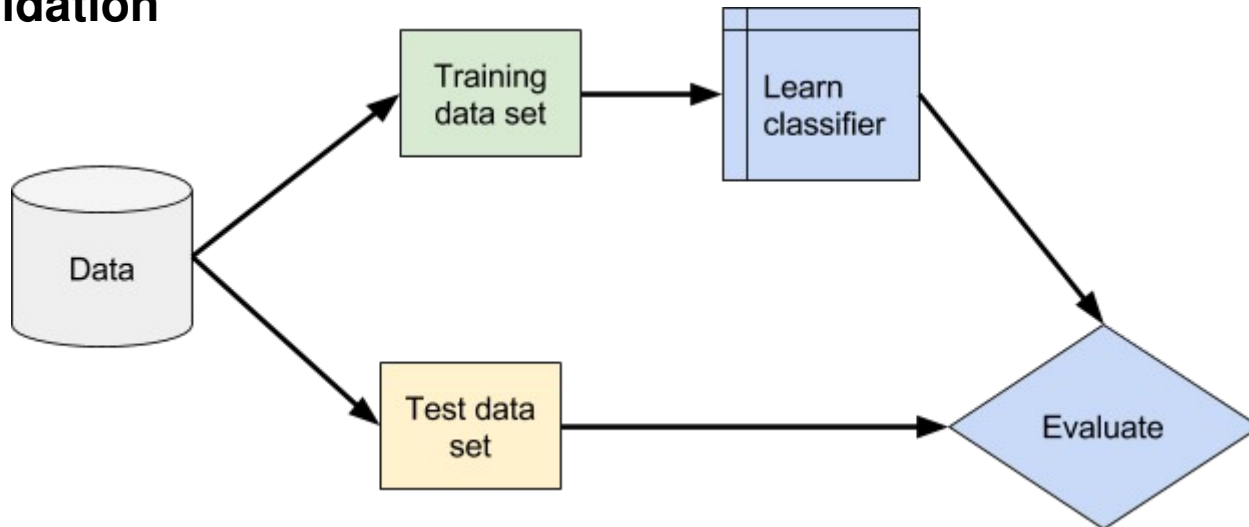 idation
Training
data set
Learn
classifier
Data
Test data
set
Evaluate